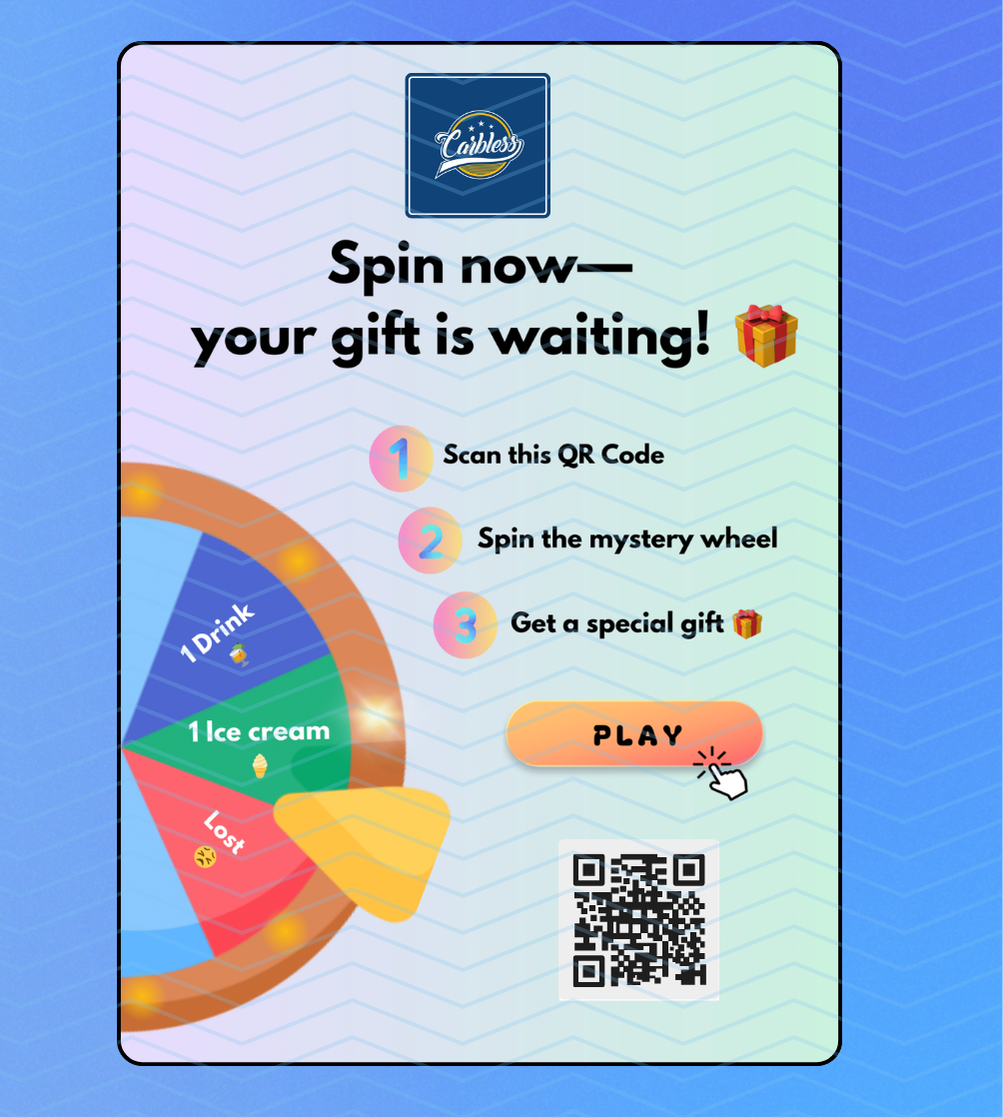 Caibless
Spin now—
your gift is waiting!
1 Scan this QR Code
2 Spin the mystery wheel
3 Get a special gift
1 Drink
1 Ice cream
Lost
PLAY